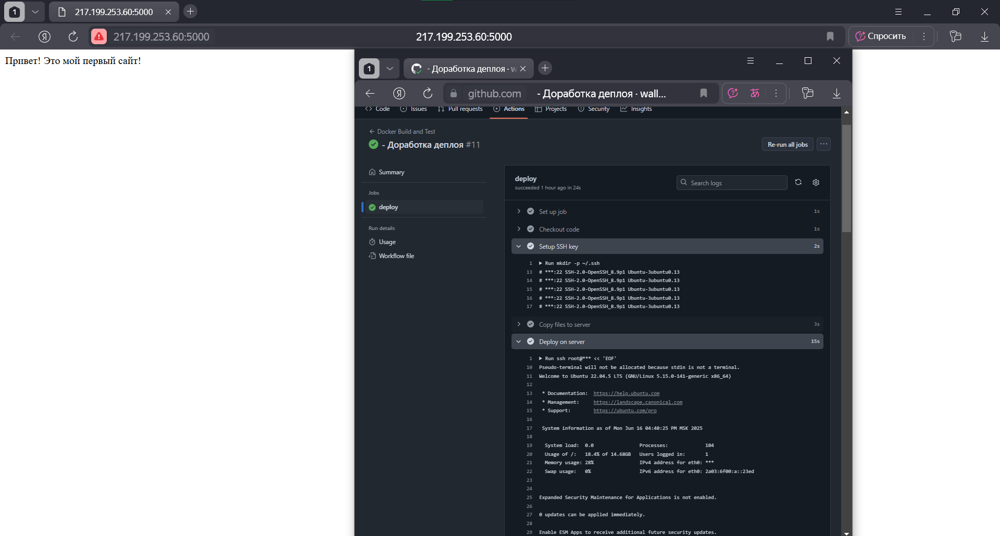 1
217.199.253.60:5000
217.199.253.60:5000
217.199.253.60:5000
Спросить
Привет! Это мой первый сайт!
1
- Доработка деплоя · w
github.com
- Доработка деплоя · wall...
Code
Issues
Pull requests
Actions
Projects
Security
Insights
Docker Build and Test
- Доработка деплоя #11
Re-run all jobs
Summary
Jobs
deploy
Run details
Usage
Workflow file
deploy
succeeded 1 hour ago in 24s
Search logs
Set up job 1s
Checkout code 1s
Setup SSH key 2s
1 Run mkdir -p ~/.ssh
13 # ***:22 SSH-2.0-OpenSSH_8.9p1 Ubuntu-3ubuntu0.13
14 # ***:22 SSH-2.0-OpenSSH_8.9p1 Ubuntu-3ubuntu0.13
15 # ***:22 SSH-2.0-OpenSSH_8.9p1 Ubuntu-3ubuntu0.13
16 # ***:22 SSH-2.0-OpenSSH_8.9p1 Ubuntu-3ubuntu0.13
17 # ***:22 SSH-2.0-OpenSSH_8.9p1 Ubuntu-3ubuntu0.13
Copy files to server 3s
Deploy on server 15s
1 Run ssh root@*** << 'EOF'
10 Pseudo-terminal will not be allocated because stdin is not a terminal.
11 Welcome to Ubuntu 22.04.5 LTS (GNU/Linux 5.15.0-141-generic x86_64)
12
13 * Documentation: https://help.ubuntu.com
14 * Management: https://landscape.canonical.com
15 * Support: https://ubuntu.com/pro
16
17 System information as of Mon Jun 16 04:40:25 PM MSK 2025
18
19 System load: 0.0 Processes: 104
20 Usage of /: 18.4% of 14.68GB Users logged in: 1
21 Memory usage: 28% IPv4 address for eth0: ***
22 Swap usage: 0% IPv6 address for eth0: 2a03:6f00:a::23ed
23
24
25 Expanded Security Maintenance for Applications is not enabled.
26
27 0 updates can be applied immediately.
28
29 Enable ESM Apps to receive additional future security updates.